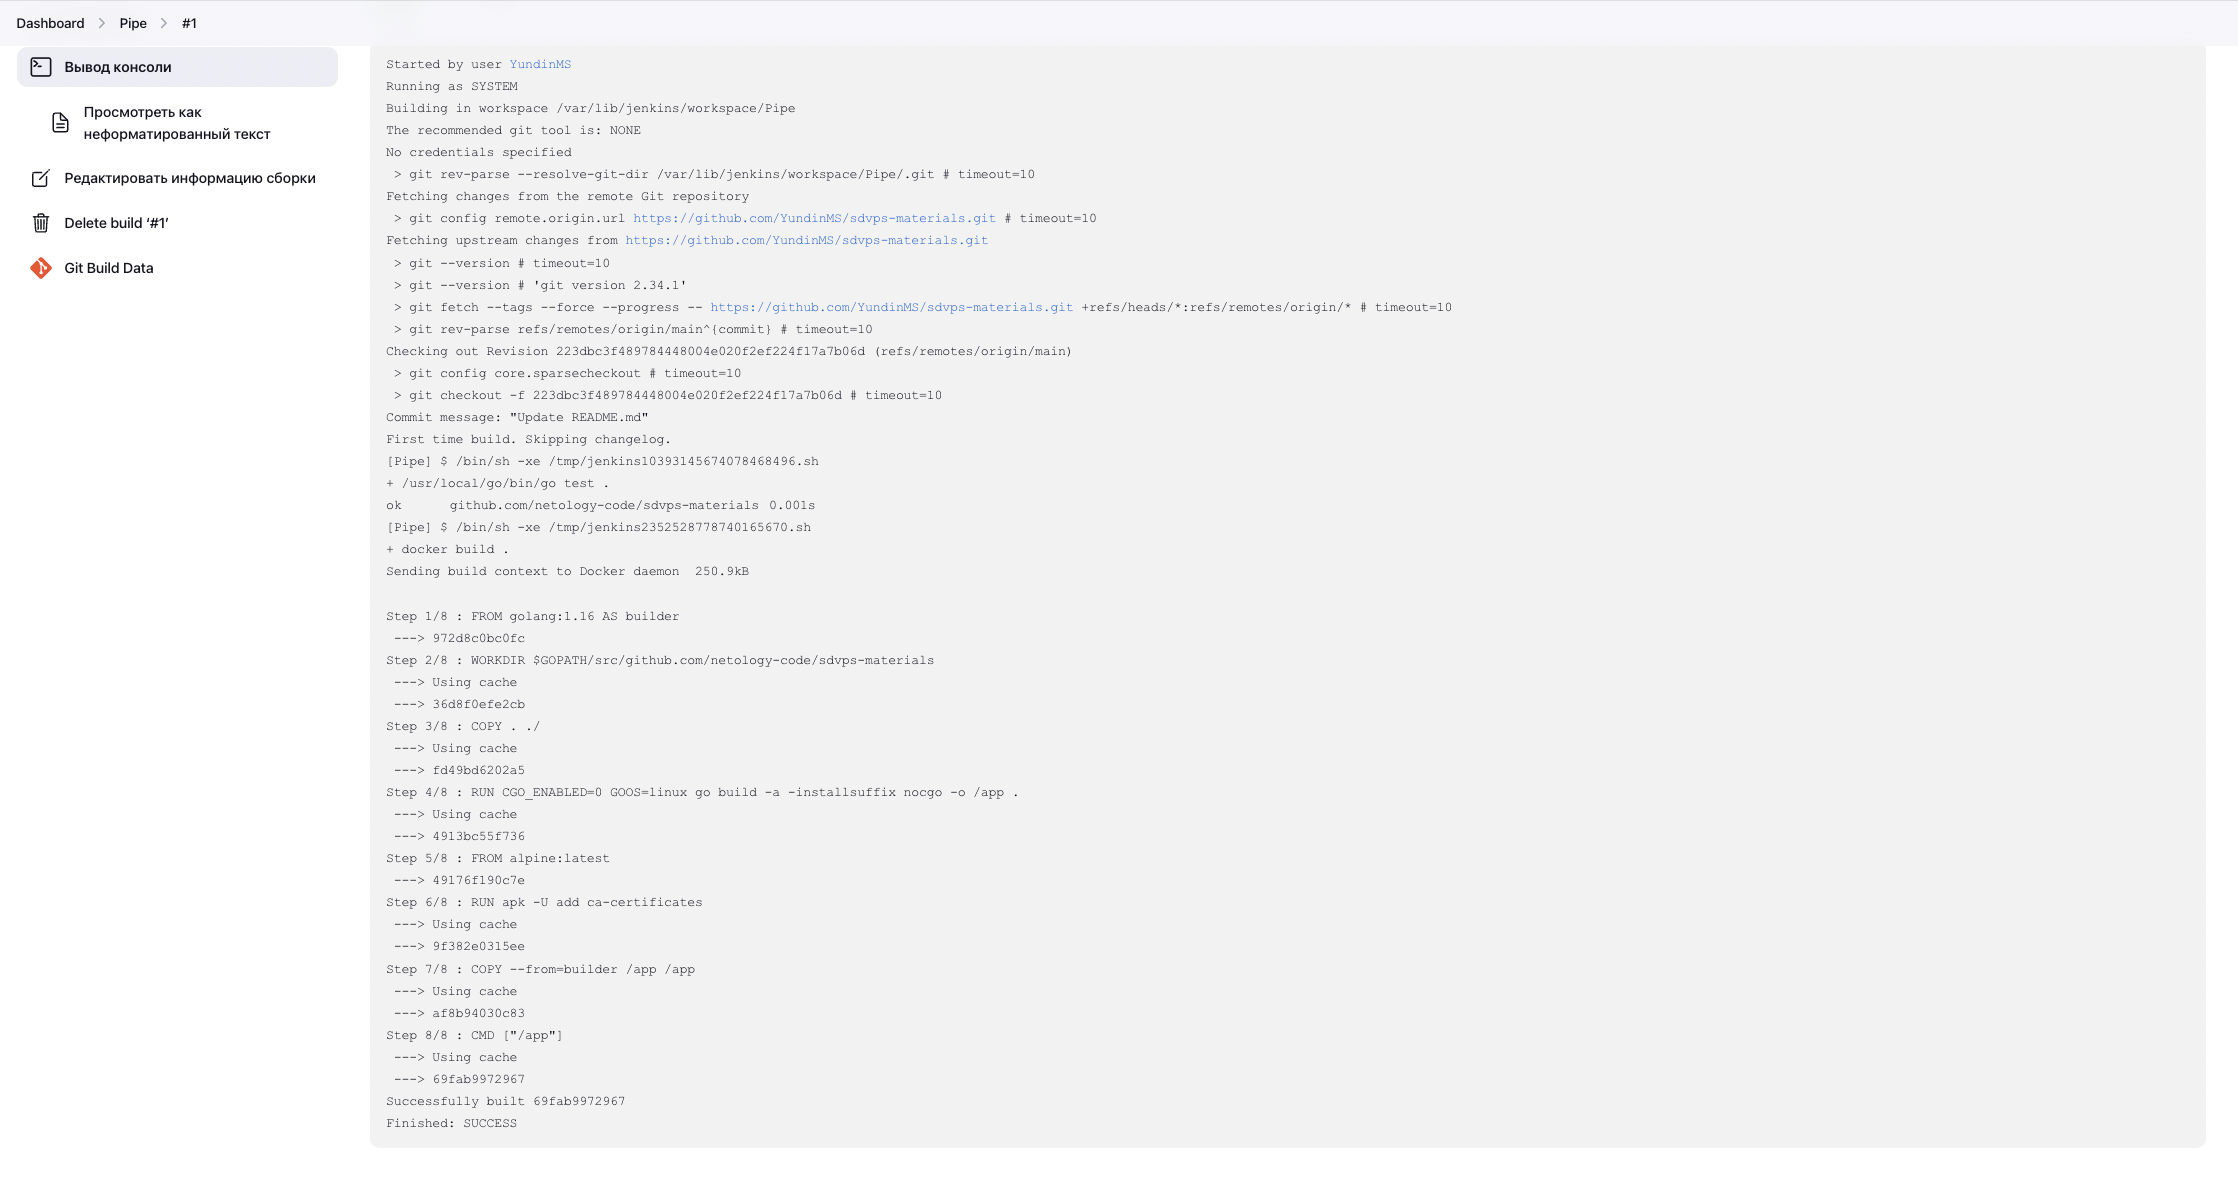 Dashboard > Pipe > #1
Вывод консоли
Просмотреть как
неформатированный текст
Редактировать информацию сборки
Delete build ‘#1’
Git Build Data
Started by user YundinMS
Running as SYSTEM
Building in workspace /var/lib/jenkins/workspace/Pipe
The recommended git tool is: NONE
No credentials specified
 > git rev-parse --resolve-git-dir /var/lib/jenkins/workspace/Pipe/.git # timeout=10
Fetching changes from the remote Git repository
 > git config remote.origin.url https://github.com/YundinMS/sdvps-materials.git # timeout=10
Fetching upstream changes from https://github.com/YundinMS/sdvps-materials.git
 > git --version # timeout=10
 > git --version # 'git version 2.34.1'
 > git fetch --tags --force --progress -- https://github.com/YundinMS/sdvps-materials.git +refs/heads/*:refs/remotes/origin/* # timeout=10
 > git rev-parse refs/remotes/origin/main^{commit} # timeout=10
Checking out Revision 223dbc3f489784448004e020f2ef224f17a7b06d (refs/remotes/origin/main)
 > git config core.sparsecheckout # timeout=10
 > git checkout -f 223dbc3f489784448004e020f2ef224f17a7b06d # timeout=10
Commit message: "Update README.md"
First time build. Skipping changelog.
[Pipe] $ /bin/sh -xe /tmp/jenkins10393145674078468496.sh
+ /usr/local/go/bin/go test .
ok  	github.com/netology-code/sdvps-materials	0.001s
[Pipe] $ /bin/sh -xe /tmp/jenkins2352528778740165670.sh
+ docker build .
Sending build context to Docker daemon  250.9kB
Step 1/8 : FROM golang:1.16 AS builder
 ---> 972d8c0bc0fc
Step 2/8 : WORKDIR $GOPATH/src/github.com/netology-code/sdvps-materials
 ---> Using cache
 ---> 36d8f0efe2cb
Step 3/8 : COPY . ./
 ---> Using cache
 ---> fd49bd6202a5
Step 4/8 : RUN CGO_ENABLED=0 GOOS=linux go build -a -installsuffix nocgo -o /app .
 ---> Using cache
 ---> 4913bc55f736
Step 5/8 : FROM alpine:latest
 ---> 49176f190c7e
Step 6/8 : RUN apk -U add ca-certificates
 ---> Using cache
 ---> 9f382e0315ee
Step 7/8 : COPY --from=builder /app /app
 ---> Using cache
 ---> af8b94030c83
Step 8/8 : CMD ["/app"]
 ---> Using cache
 ---> 69fab9972967
Successfully built 69fab9972967
Finished: SUCCESS